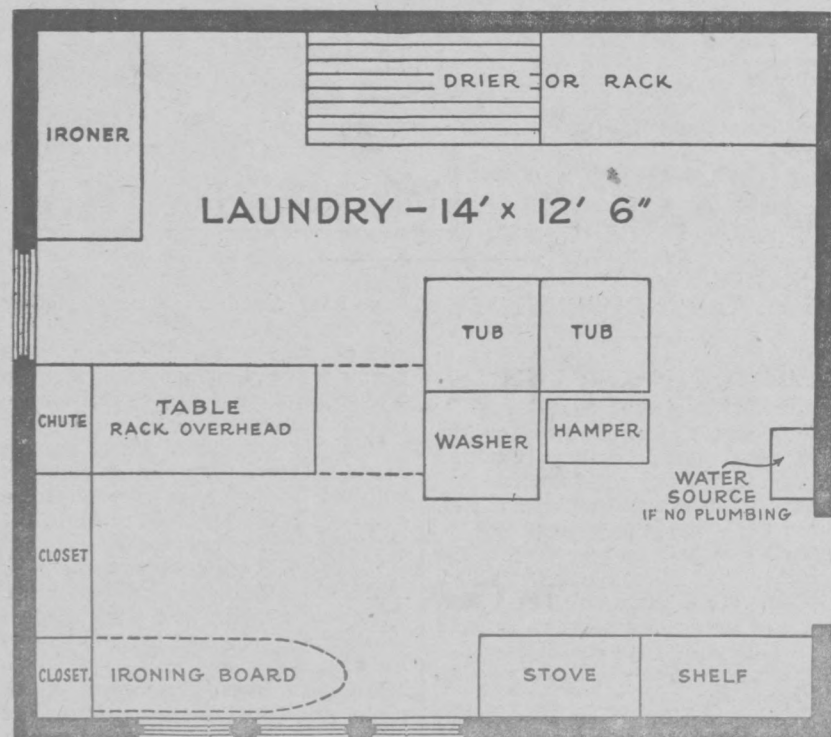 DRIER OR RACK
IRONER
LAUNDRY - 14' x 12' 6"
TUB
TUB
CHUTE
TABLE
RACK OVERHEAD
WASHER
HAMPER
WATER
SOURCE
IF NO PLUMBING
CLOSET
CLOSET.
IRONING BOARD
STOVE
SHELF